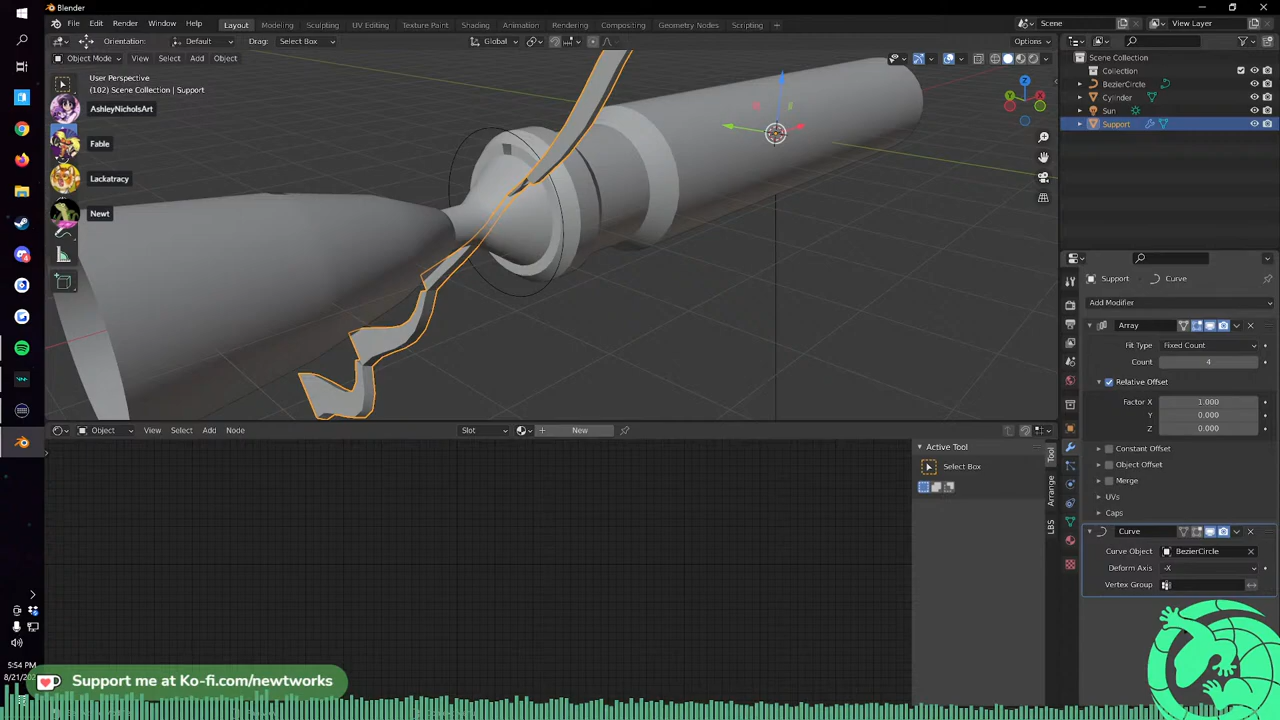 Blender
File Edit Window Help
Layout Modeling Sculpting UV Editing Texture Paint Shading Animation Rendering Compositing Geometry Nodes Scripting +
Scene
View Layer
Orientation: Default Drag: Select Box
Global
Options
Object Mode View Select Add Object
User Perspective
(102) Scene Collection | Support
AshleyNicholsArt
Fable
Lackatracy
Newt
X
Y
Z
Scene Collection
Collection
BezierCircle
Cylinder
Sun
Support
Support Curve
Add Modifier
Array
Fit Type Fixed Count
Count 4
Relative Offset
Factor X 1.000
Y 0.000
Z 0.000
Constant Offset
Object Offset
Merge
UVs
Caps
Curve
Curve Object BezierCircle
Deform Axis -X
Vertex Group
Object View Select Add Node
Slot
New
Active Tool
Select Box
Tool
Arrange
LBS
5:54 PM
Support me at Ko-fi.com/newtworks